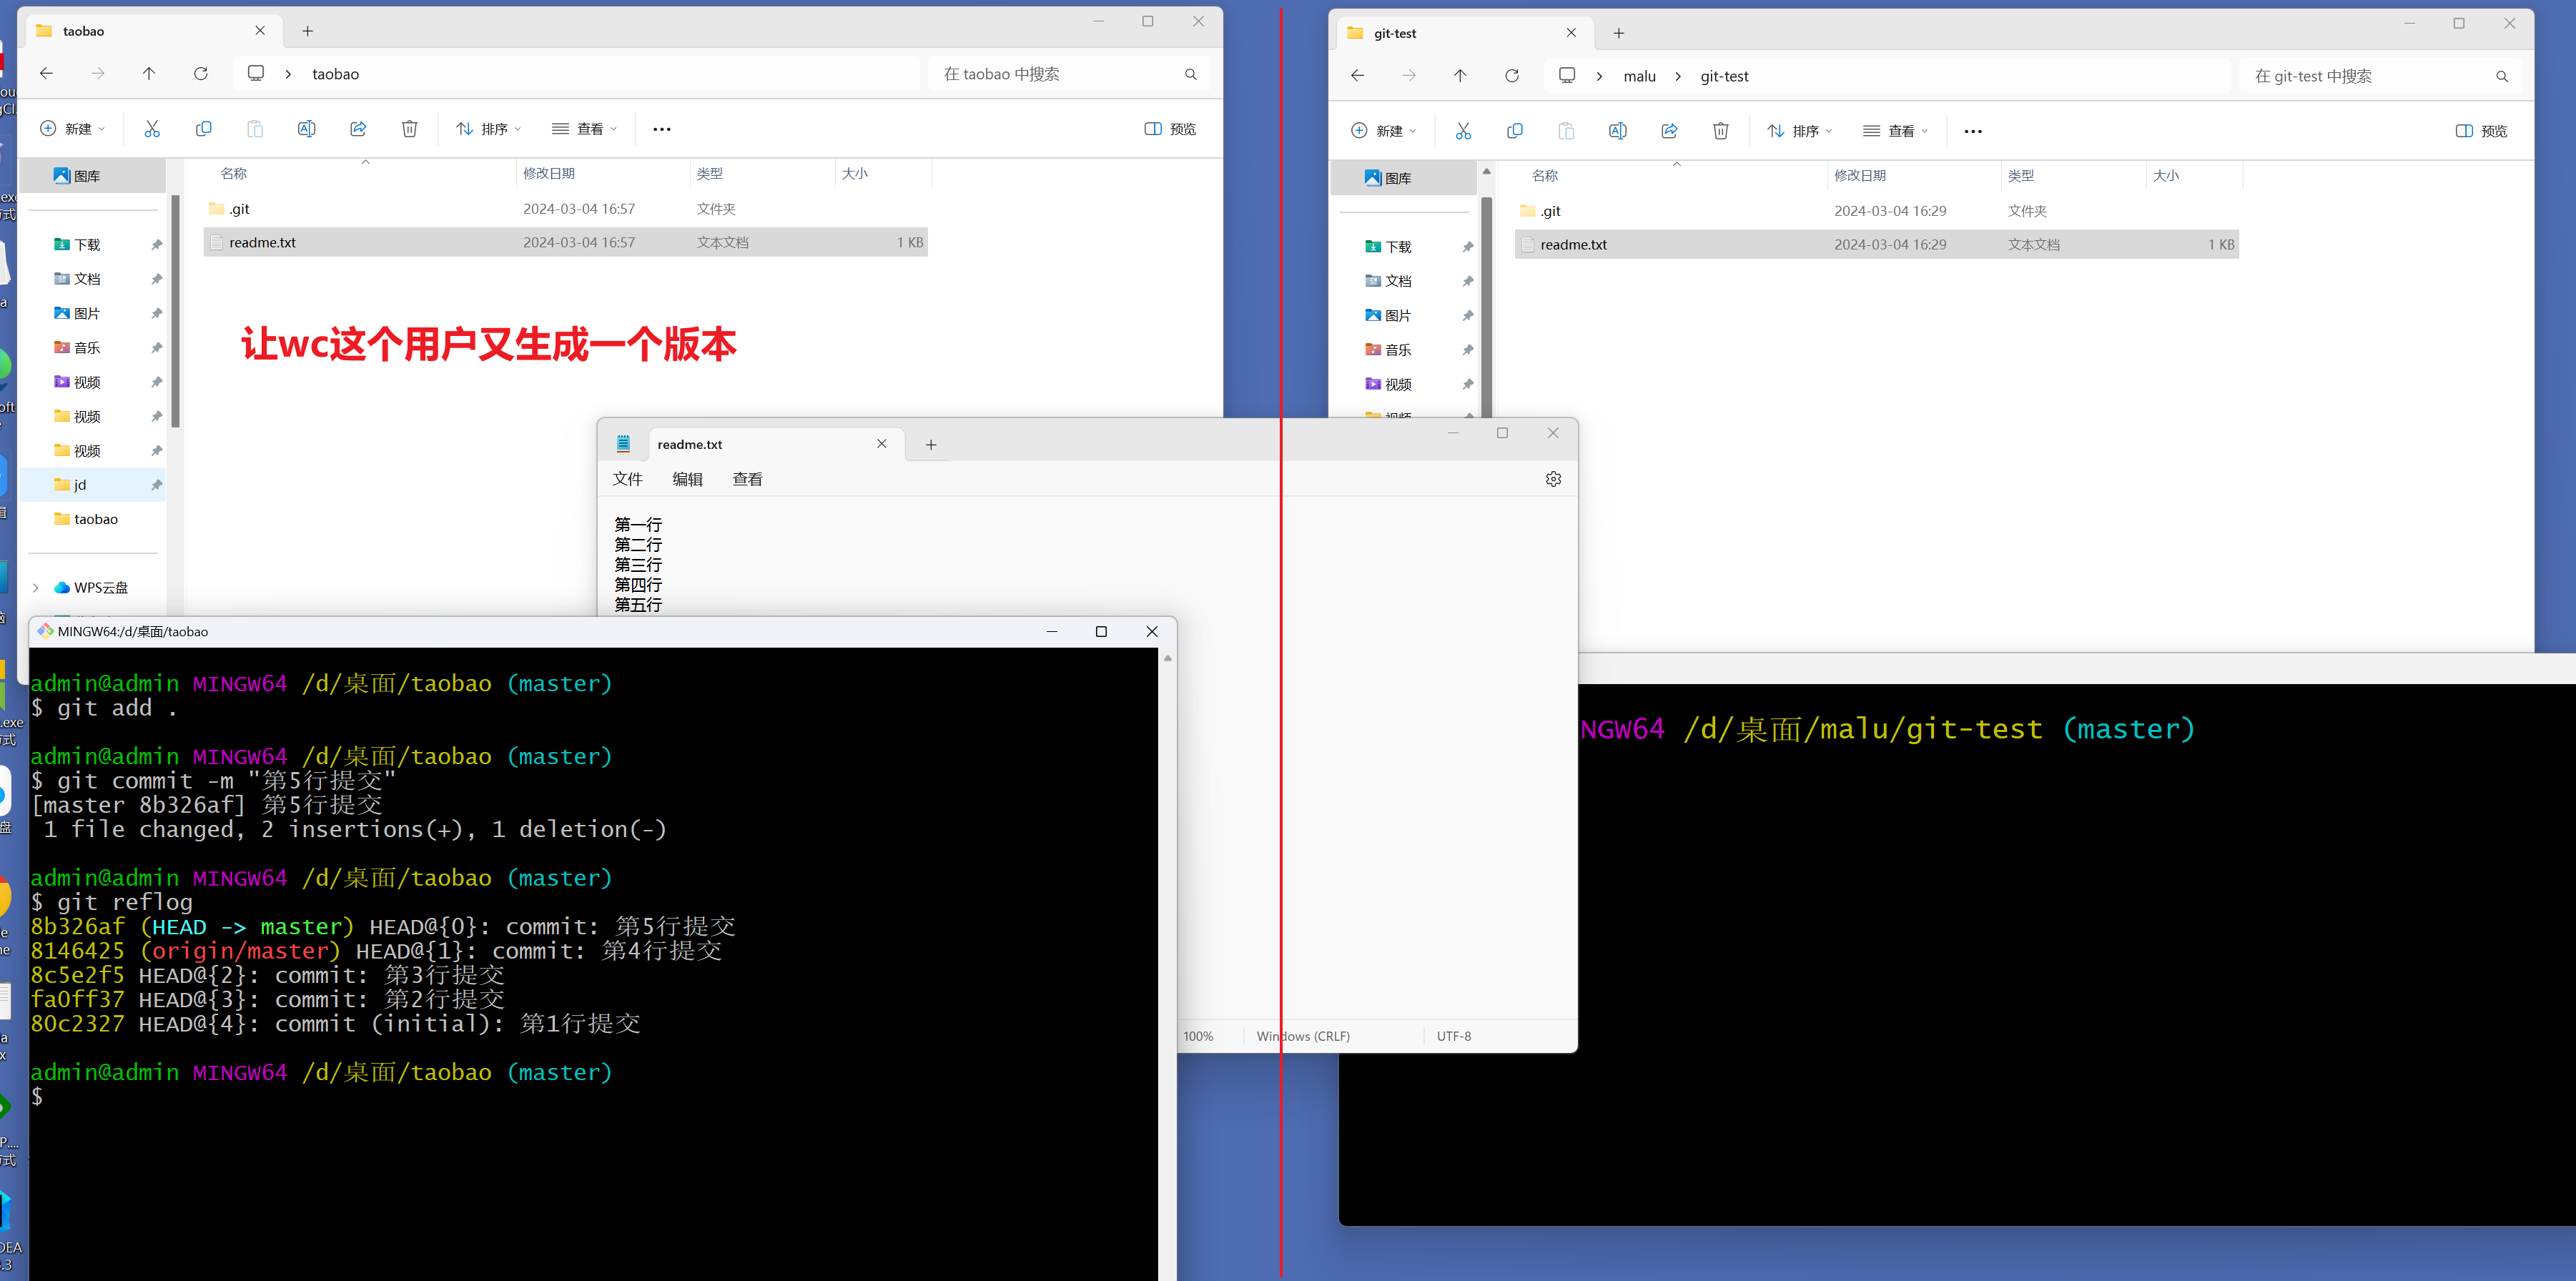 taobao
taobao
在 taobao 中搜索
新建
排序
查看
预览
图库
名称
修改日期
类型
大小
.git
2024-03-04 16:57
文件夹
readme.txt
2024-03-04 16:57
文本文档
1 KB
下载
文档
图片
音乐
视频
视频
视频
jd
taobao
WPS云盘
让wc这个用户又生成一个版本
git-test
malu
git-test
在 git-test 中搜索
新建
排序
查看
预览
图库
名称
修改日期
类型
大小
.git
2024-03-04 16:29
文件夹
readme.txt
2024-03-04 16:29
文本文档
1 KB
下载
文档
图片
音乐
视频
readme.txt
文件
编辑
查看
第一行
第二行
第三行
第四行
第五行
100%
Windows (CRLF)
UTF-8
MINGW64:/d/桌面/taobao
admin@admin MINGW64 /d/桌面/taobao (master)
$ git add .
admin@admin MINGW64 /d/桌面/taobao (master)
$ git commit -m "第5行提交"
[master 8b326af] 第5行提交
1 file changed, 2 insertions(+), 1 deletion(-)
admin@admin MINGW64 /d/桌面/taobao (master)
$ git reflog
8b326af (HEAD -> master) HEAD@{0}: commit: 第5行提交
8146425 (origin/master) HEAD@{1}: commit: 第4行提交
8c5e2f5 HEAD@{2}: commit: 第3行提交
fa0ff37 HEAD@{3}: commit: 第2行提交
80c2327 HEAD@{4}: commit (initial): 第1行提交
admin@admin MINGW64 /d/桌面/taobao (master)
$
NGW64 /d/桌面/malu/git-test (master)